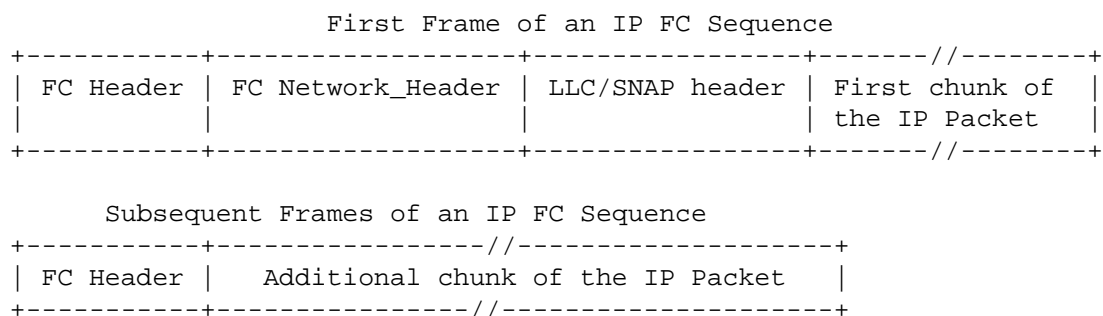 First Frame of an IP FC Sequence
+-----------+-------------------+-----------------+-------//--------+
| FC Header | FC Network_Header | LLC/SNAP header | First chunk of  |
|           |                   |                 | the IP Packet   |
+-----------+-------------------+-----------------+-------//--------+
Subsequent Frames of an IP FC Sequence
+-----------+-----------------//--------------------+
| FC Header |   Additional chunk of the IP Packet   |
+-----------+----------------//---------------------+